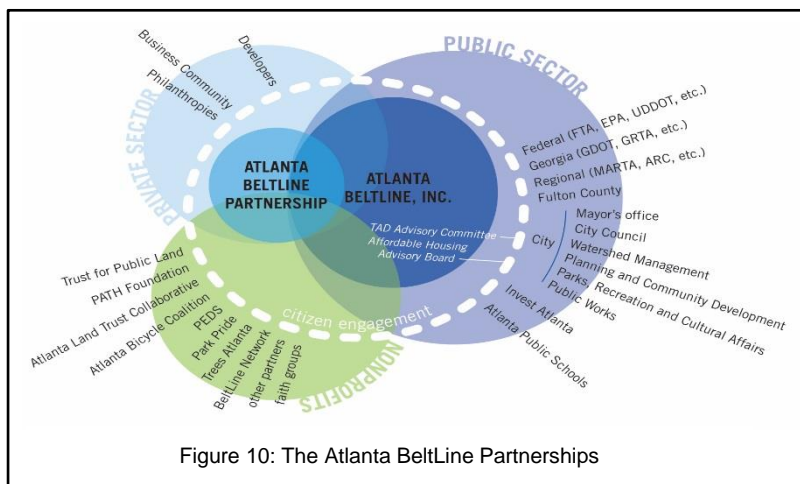 PUBLIC SECTOR
PRIVATE SECTOR
NONPROFITS
Business Community
Philanthropies
Developers
ATLANTA
BELTLINE
PARTNERSHIP
ATLANTA
BELTLINE, INC.
TAD Advisory Committee
Affordable Housing
Advisory Board
Federal (FTA, EPA, UDDOT, etc.)
Georgia (GDOT, GRTA, etc.)
Regional (MARTA, ARC, etc.)
Fulton County
City
Mayor's office
City Council
Watershed Management
Planning and Community Development
Parks, Recreation and Cultural Affairs
Public Works
Invest Atlanta
Atlanta Public Schools
citizen engagement
Trust for Public Land
PATH Foundation
Atlanta Land Trust Collaborative
Atlanta Bicycle Coalition
PEDS
Park Pride
Trees Atlanta
BeltLine Network
other partners
faith groups
Figure 10: The Atlanta BeltLine Partnerships